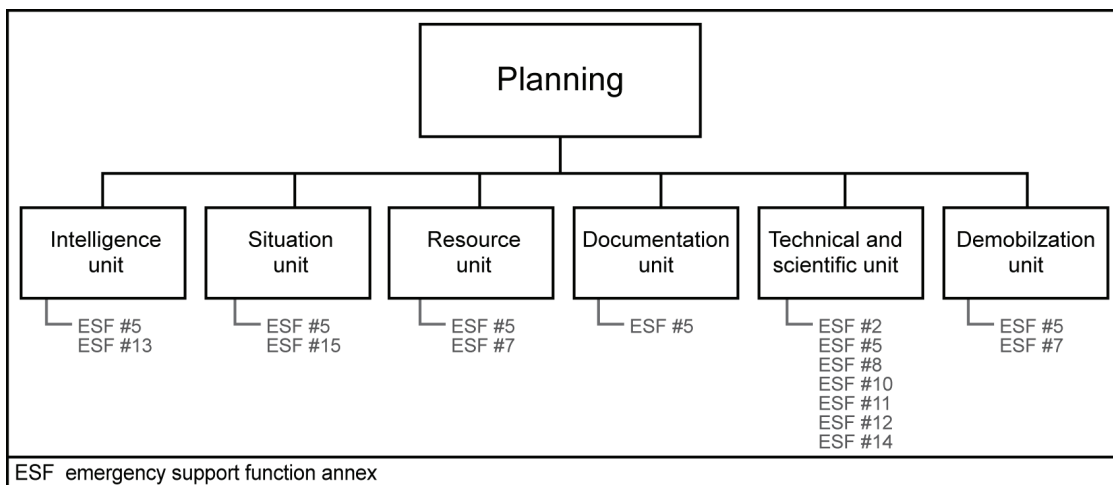 Planning
Intelligence
unit
ESF #5
ESF #13
Situation
unit
ESF #5
ESF #15
Resource
unit
ESF #5
ESF #7
Documentation
unit
ESF #5
Technical and
scientific unit
ESF #2
ESF #5
ESF #8
ESF #10
ESF #11
ESF #12
ESF #14
Demobilzation
unit
ESF #5
ESF #7
ESF emergency support function annex